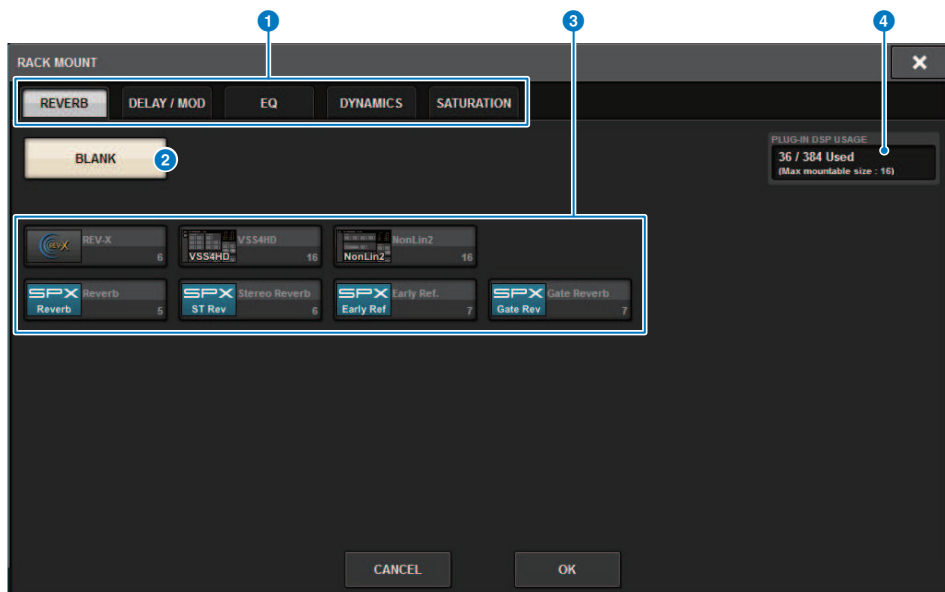 1 3 4
RACK MOUNT
REVERB DELAY / MOD EQ DYNAMICS SATURATION
BLANK 2
PLUG-IN DSP USAGE
36 / 384 Used
(Max mountable size : 16)
REV-X REV-X 6
VSS4HD VSS4HD 16
NonLin2 NonLin2 16
SPX Reverb Reverb 5
SPX ST Rev Stereo Reverb 6
SPX Early Ref Early Ref. 7
SPX Gate Rev Gate Reverb 7
CANCEL OK